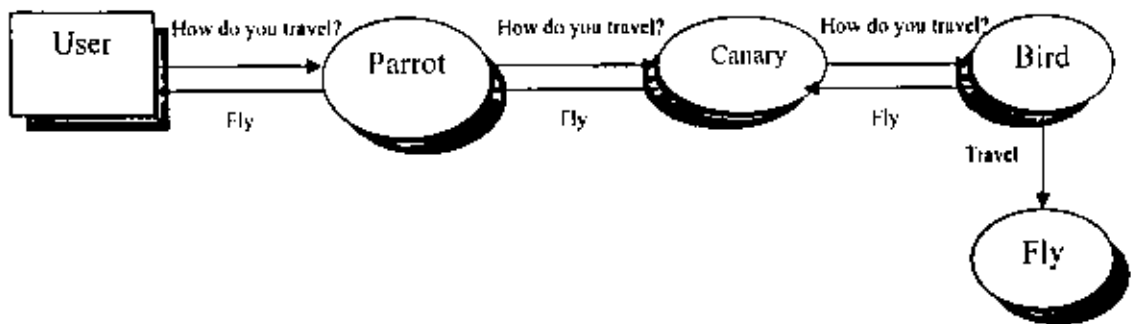 User
How do you travel?
Parrot
How do you travel?
Canary
How do you travel?
Bird
Fly
Fly
Fly
Travel
Fly